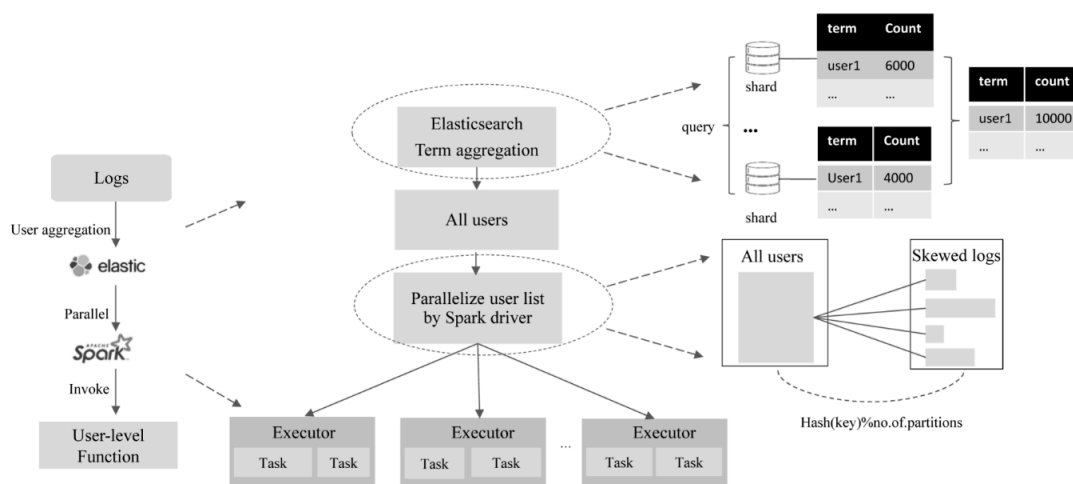 Logs
User aggregation
elastic
Parallel
APACHE
Spark
Invoke
User-level
Function
Elasticsearch
Term aggregation
All users
Parallelize user list
by Spark driver
Executor
Task Task
Executor
Task Task
...
Executor
Task Task
query
shard
...
shard
term Count
user1 6000
... ...
term Count
User1 4000
... ...
term count
user1 10000
... ...
All users
Skewed logs
Hash(key)%no.of.partitions